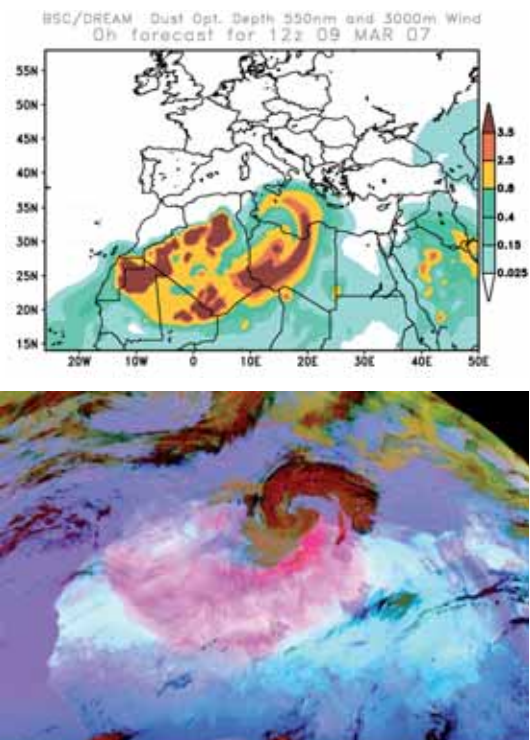 BSC/DREAM Dust Opt. Depth 550nm and 3000m Wind
0h forecast for 12z 09 MAR 07
55N
50N
45N
40N
35N
30N
25N
20N
15N
20W 10W 0 10E 20E 30E 40E 50E
3.5
2.5
0.8
0.4
0.15
0.025